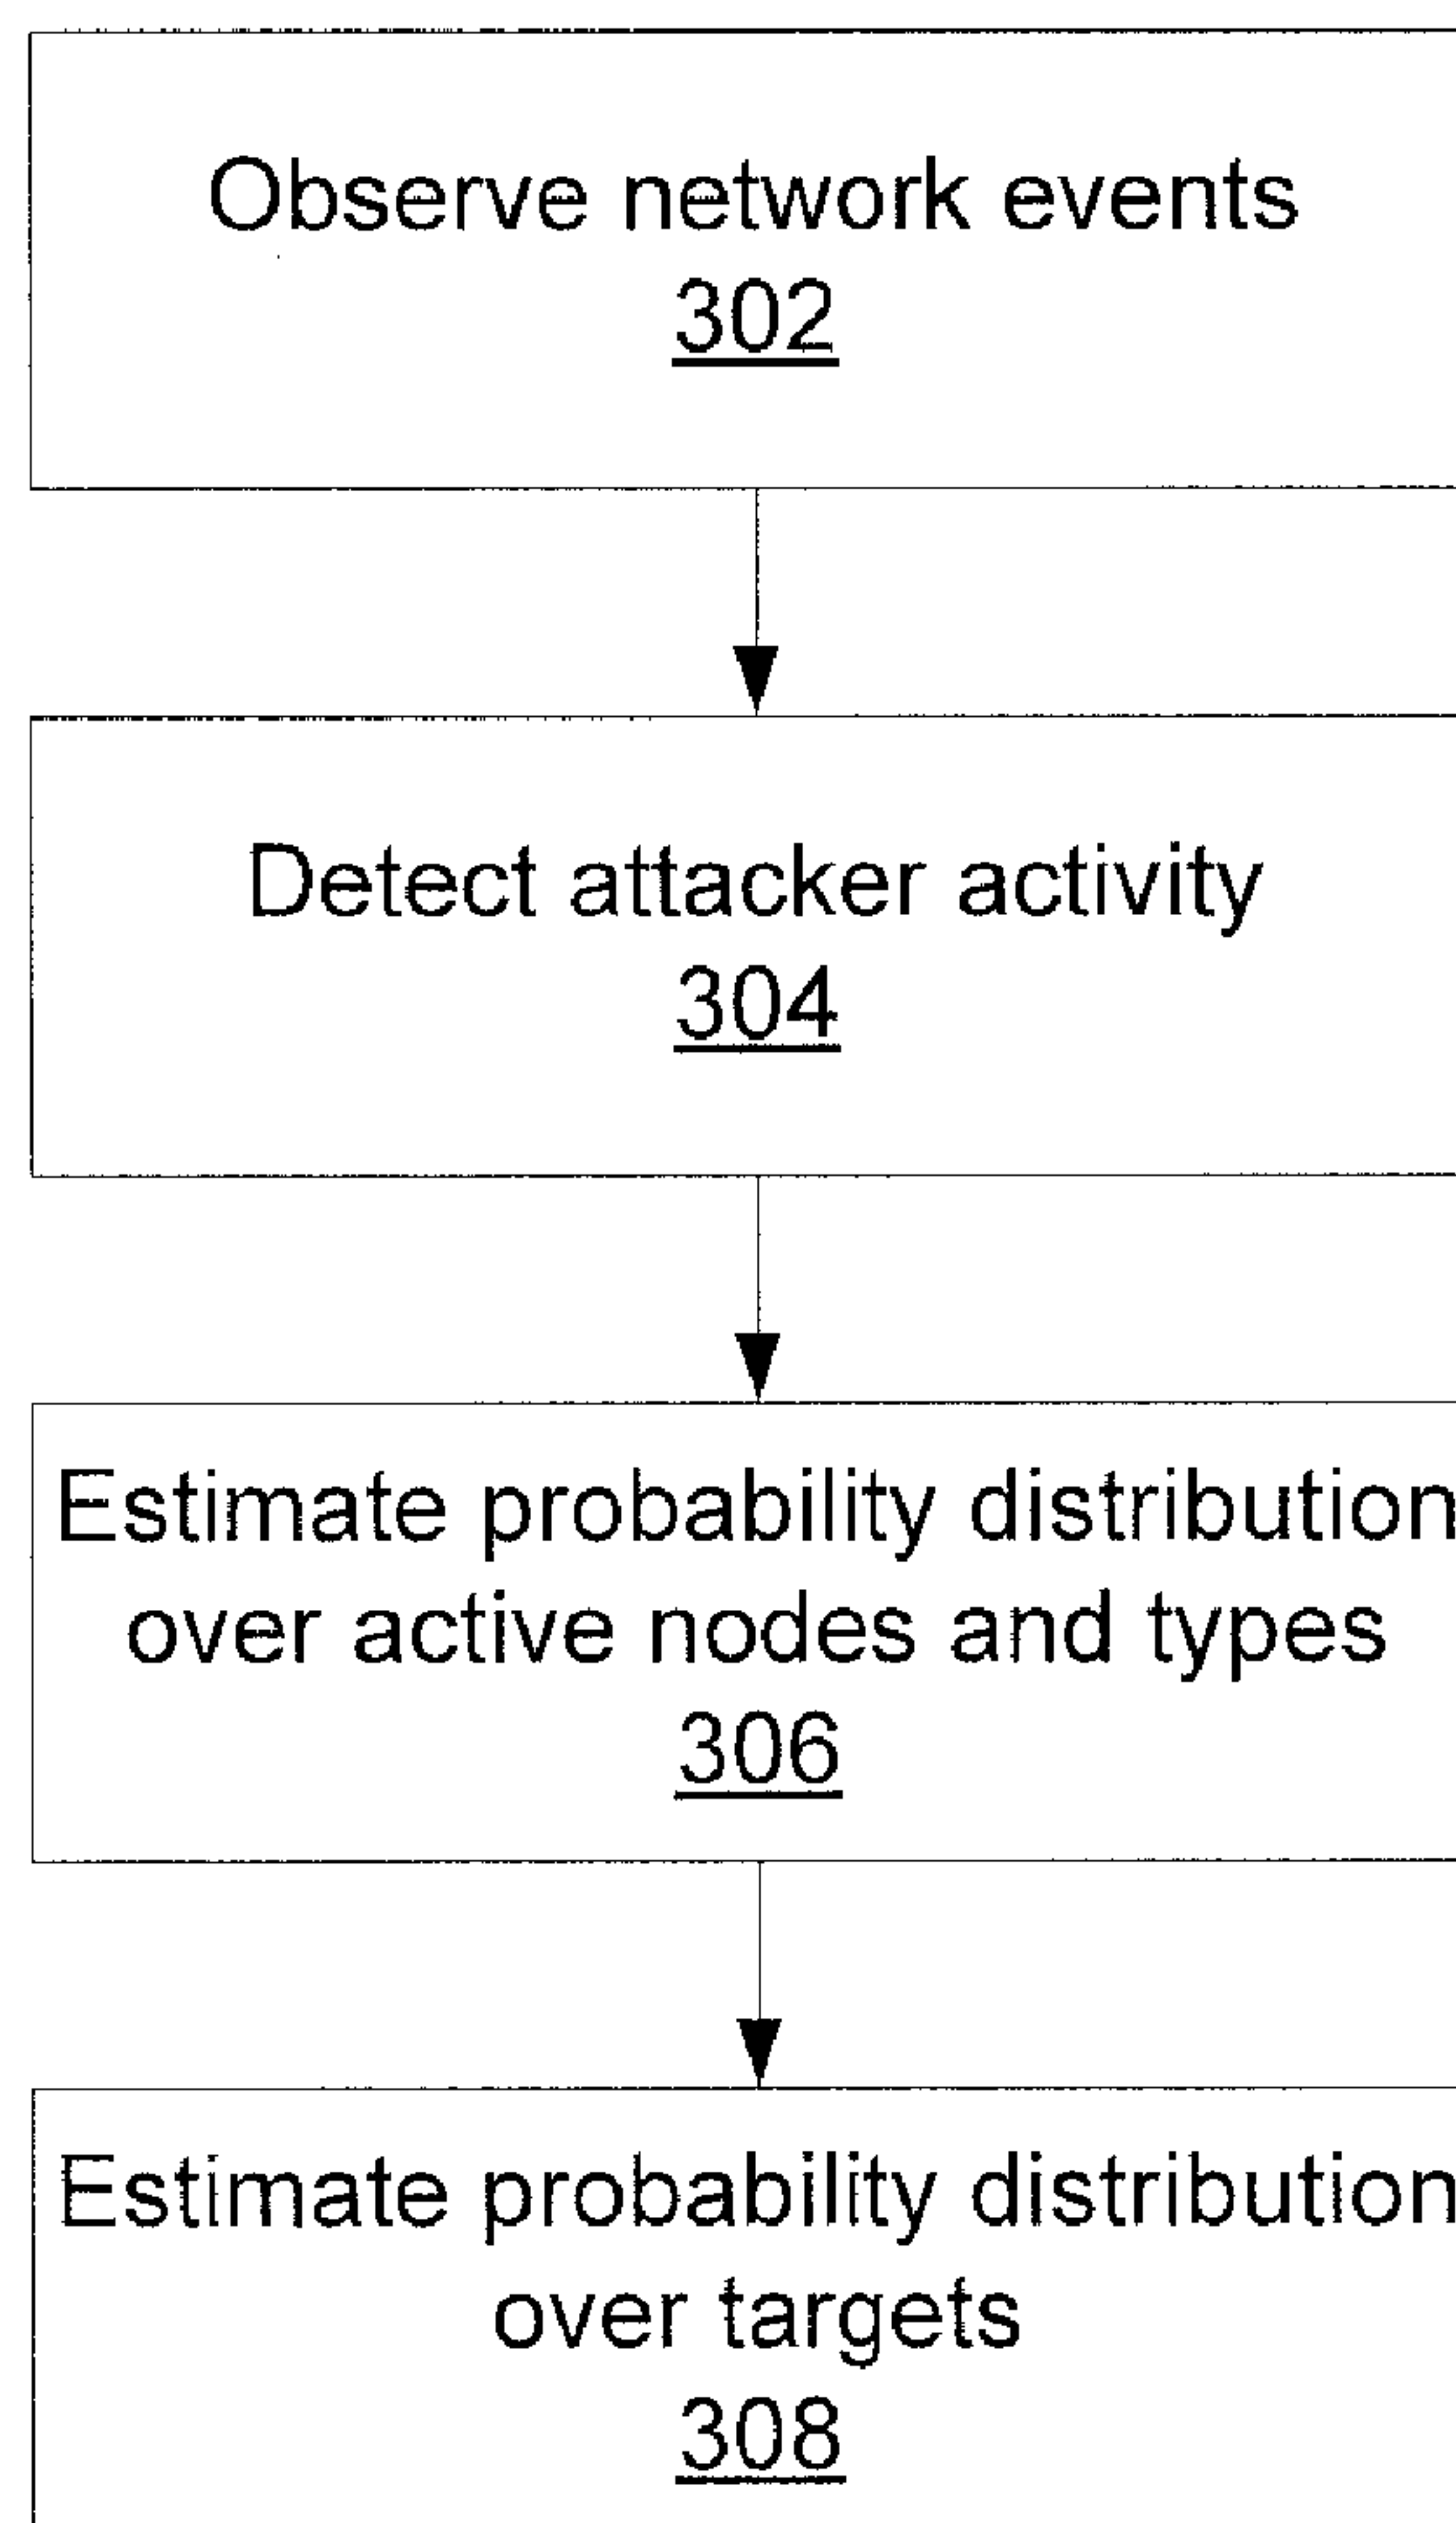 Observe network events
302
Detect attacker activity
304
Estimate probability distribution
over active nodes and types
306
Estimate probability distribution
over targets
308